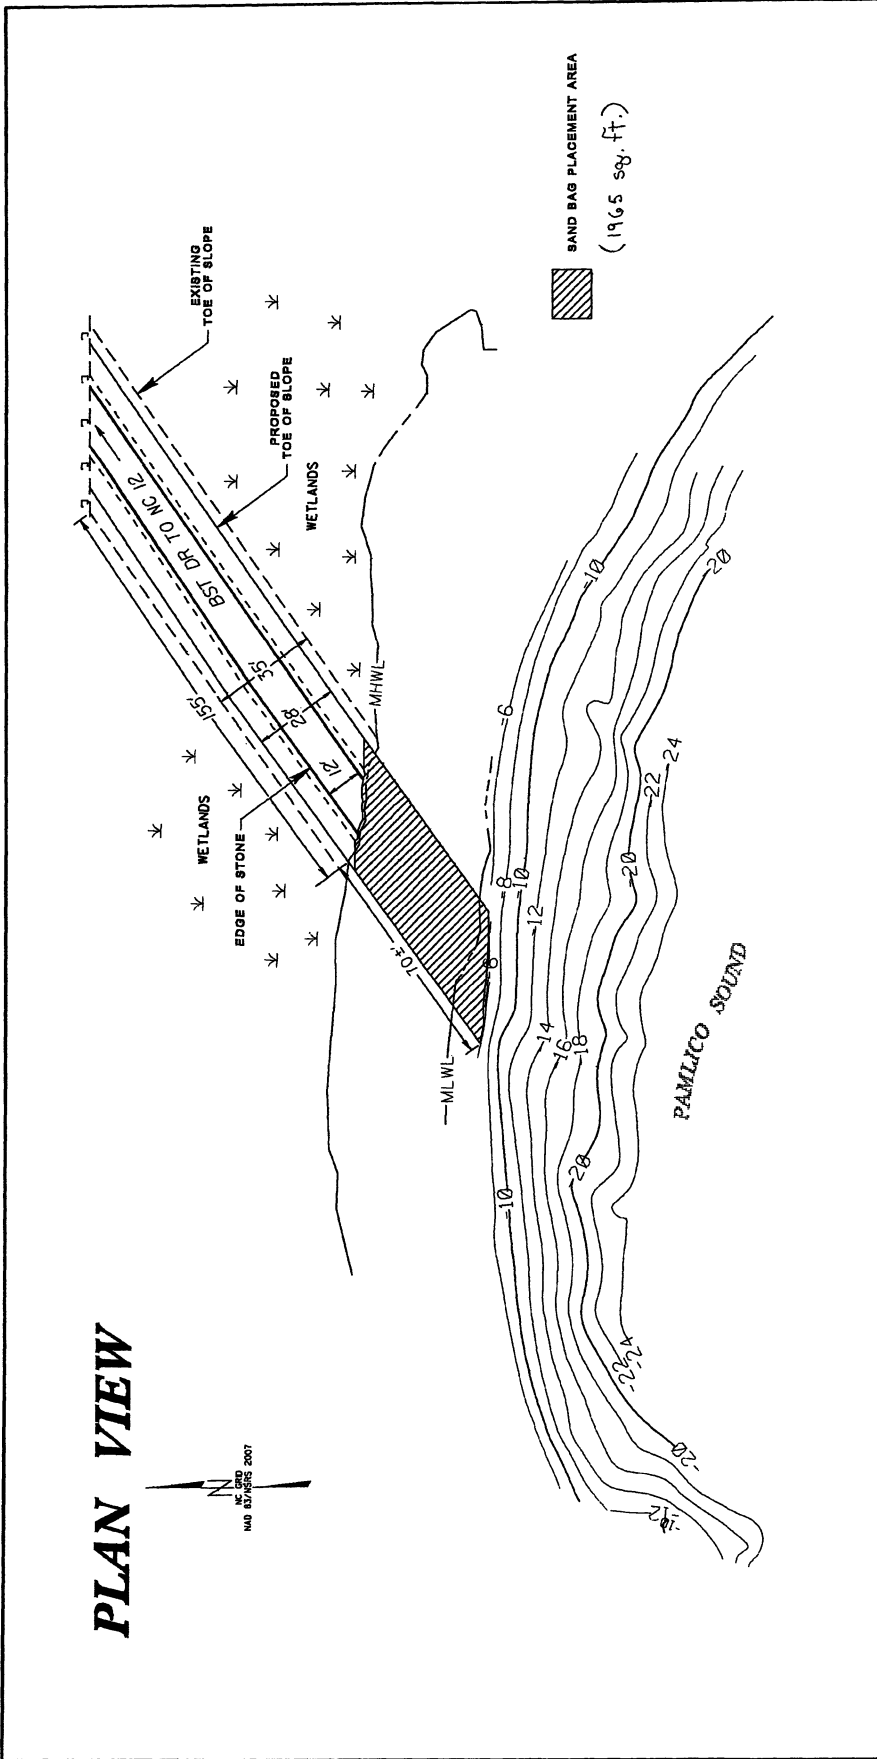 PLAN VIEW
N
NC GRID
NAD 83/NSRS 2007
EXISTING
TOE OF SLOPE
PROPOSED
TOE OF SLOPE
WETLANDS
BST DR TO NC 12
155'
35'
28'
12'
WETLANDS
EDGE OF STONE
MHWL
70±'
MLWL
SAND BAG PLACEMENT AREA
(1965 sq. ft.)
-6
-8
-10
-12
-14
-16
-18
-20
-22
-24
-10
-20
-10
-20
-22
-24
-20
-12
-20
PAMLICO SOUND